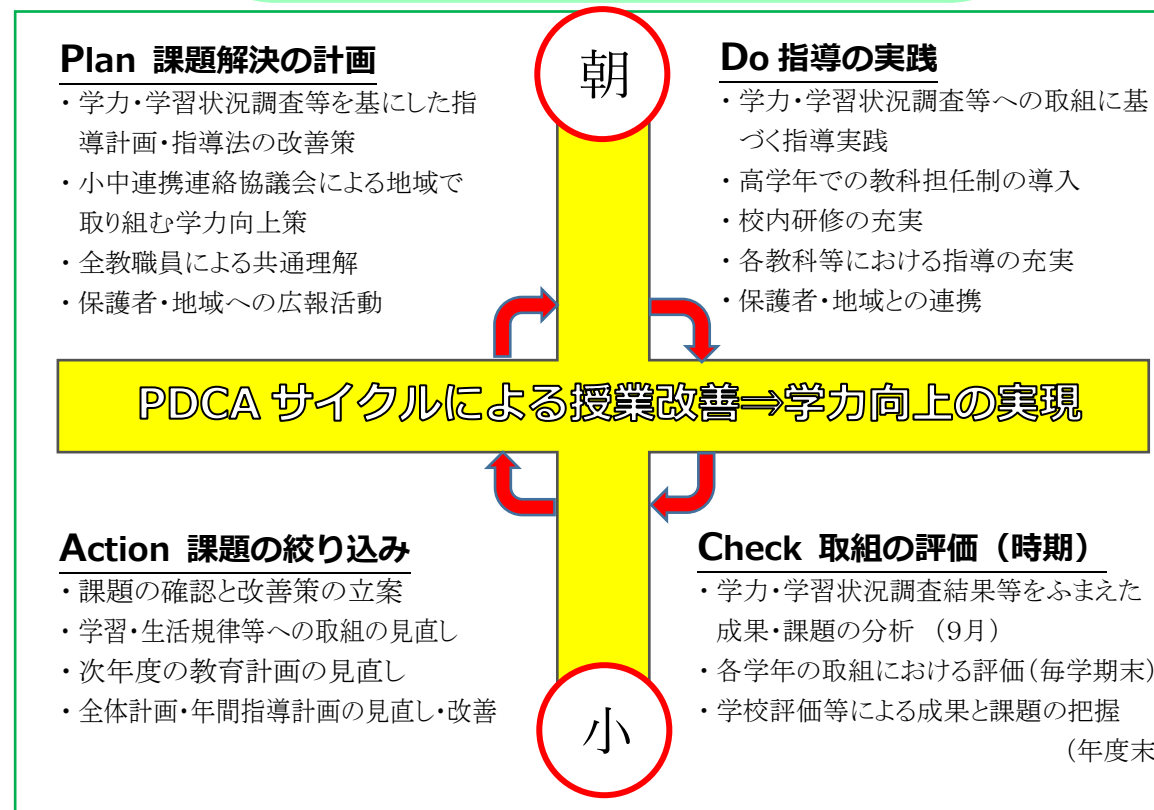 朝
Plan 課題解決の計画
・学力・学習状況調査等を基にした指
導計画・指導法の改善策
・小中連携連絡協議会による地域で
取り組む学力向上策
・全教職員による共通理解
・保護者・地域への広報活動
Do 指導の実践
・学力・学習状況調査等への取組に基
づく指導実践
・高学年での教科担任制の導入
・校内研修の充実
・各教科等における指導の充実
・保護者・地域との連携
PDCA サイクルによる授業改善⇒学力向上の実現
Action 課題の絞り込み
・課題の確認と改善策の立案
・学習・生活規律等への取組の見直し
・次年度の教育計画の見直し
・全体計画・年間指導計画の見直し・改善
Check 取組の評価（時期）
・学力・学習状況調査結果等をふまえた
成果・課題の分析 （9月）
・各学年の取組における評価（毎学期末）
・学校評価等による成果と課題の把握
（年度末
小